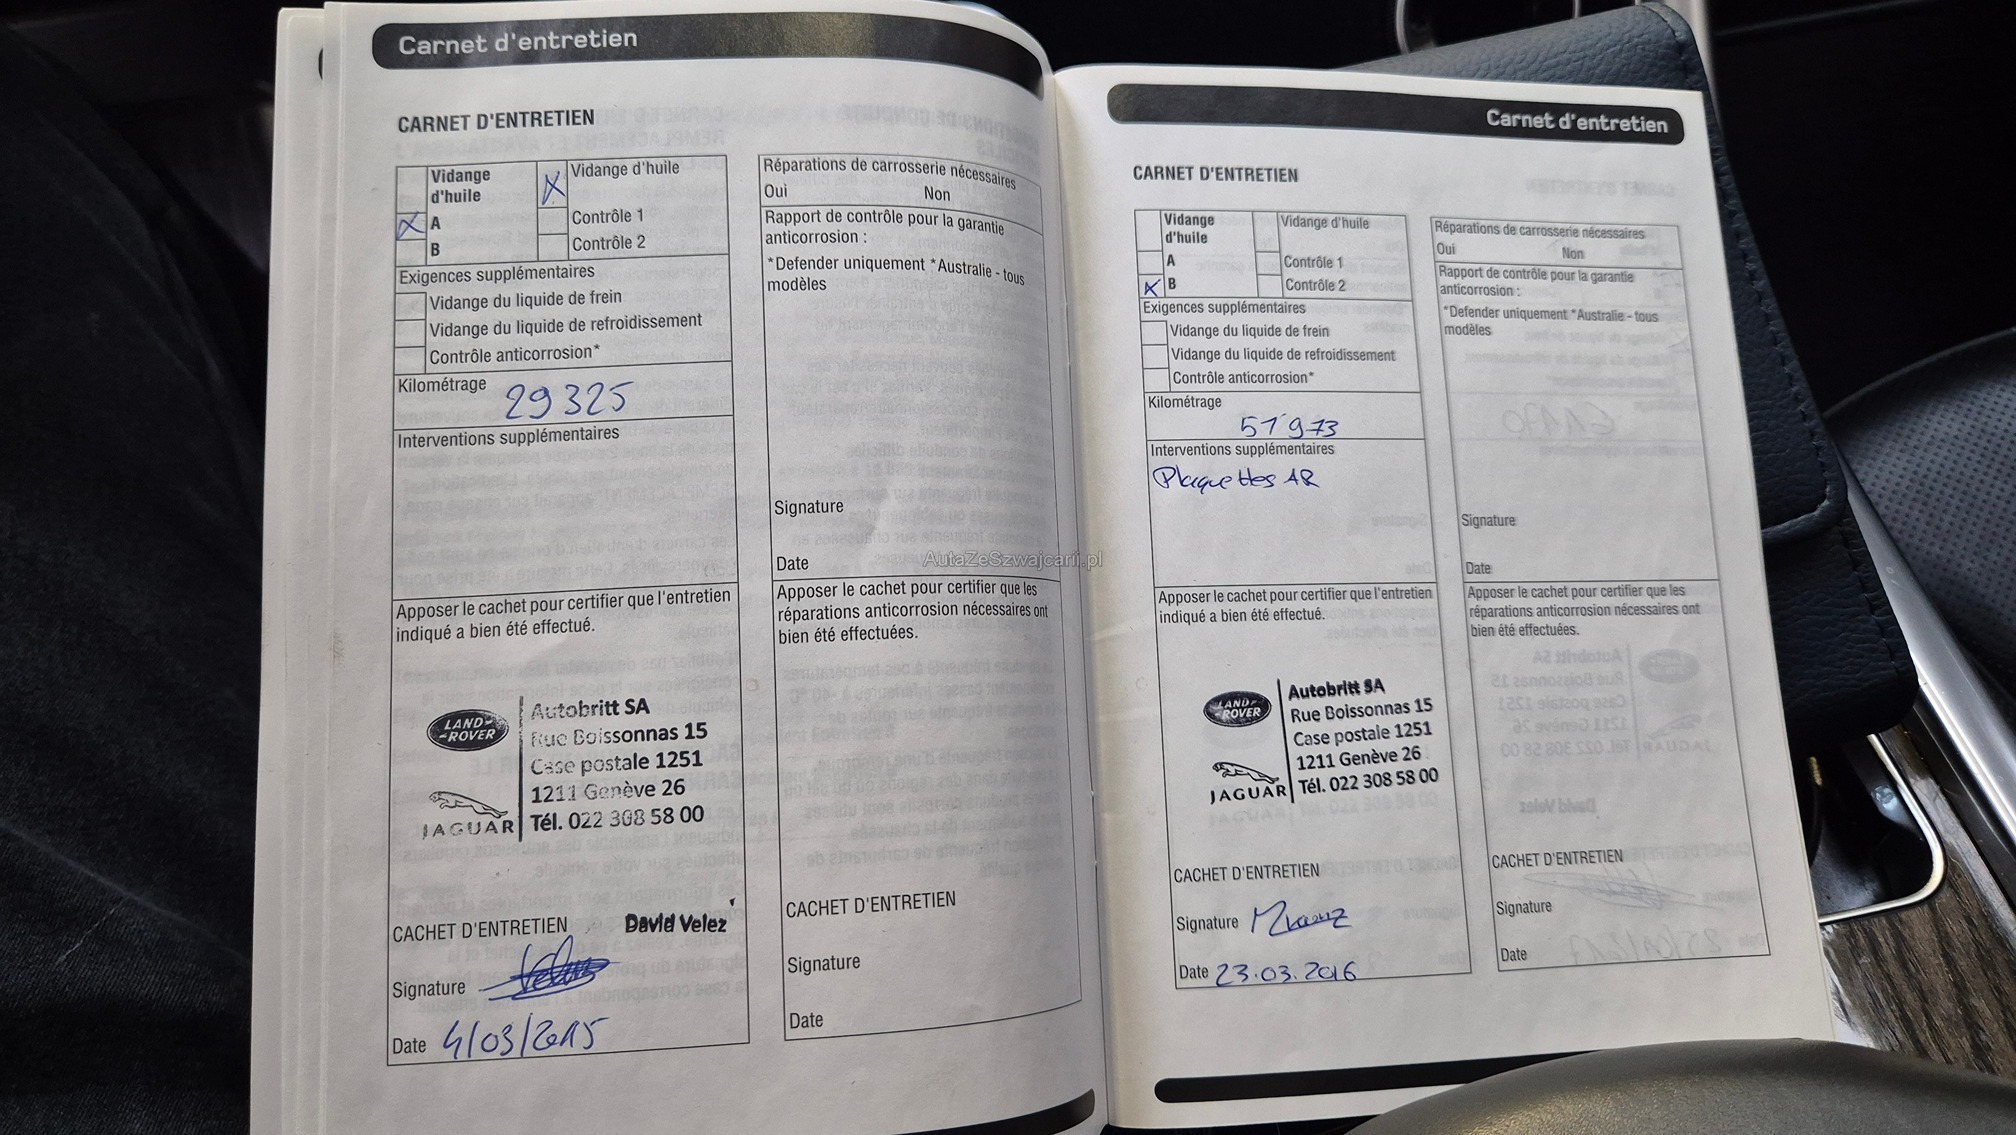 Carnet d'entretien
CARNET D'ENTRETIEN
Vidange d'huile
A
B
Vidange d'huile
Contrôle 1
Contrôle 2
Exigences supplémentaires
Vidange du liquide de frein
Vidange du liquide de refroidissement
Contrôle anticorrosion*
Kilométrage
29325
Interventions supplémentaires
Apposer le cachet pour certifier que l'entretien
indiqué a bien été effectué.
LAND-
-ROVER
JAGUAR
Autobritt SA
Rue Boissonnas 15
Case postale 1251
1211 Genève 26
Tél. 022 308 58 00
CACHET D'ENTRETIEN
David Velez
Signature
Date 4/03/2015
Réparations de carrosserie nécessaires
Oui Non
Rapport de contrôle pour la garantie
anticorrosion :
*Defender uniquement *Australie - tous
modèles
Signature
Date
Apposer le cachet pour certifier que les
réparations anticorrosion nécessaires ont
bien été effectuées.
CACHET D'ENTRETIEN
Signature
Date
AutaZeSzwajcarii.pl
Carnet d'entretien
CARNET D'ENTRETIEN
Vidange
d'huile
A
B
Vidange d'huile
Contrôle 1
Contrôle 2
Exigences supplémentaires
Vidange du liquide de frein
Vidange du liquide de refroidissement
Contrôle anticorrosion*
Kilométrage
51'973
Interventions supplémentaires
Plaquettes AR
Apposer le cachet pour certifier que l'entretien
indiqué a bien été effectué.
LAND-
-ROVER
JAGUAR
Autobritt SA
Rue Boissonnas 15
Case postale 1251
1211 Genève 26
Tél. 022 308 58 00
CACHET D'ENTRETIEN
Signature
Date 23.03.2016
Réparations de carrosserie nécessaires
Oui Non
Rapport de contrôle pour la garantie
anticorrosion :
*Defender uniquement *Australie - tous
modèles
Signature
Date
Apposer le cachet pour certifier que les
réparations anticorrosion nécessaires ont
bien été effectuées.
CACHET D'ENTRETIEN
Signature
Date